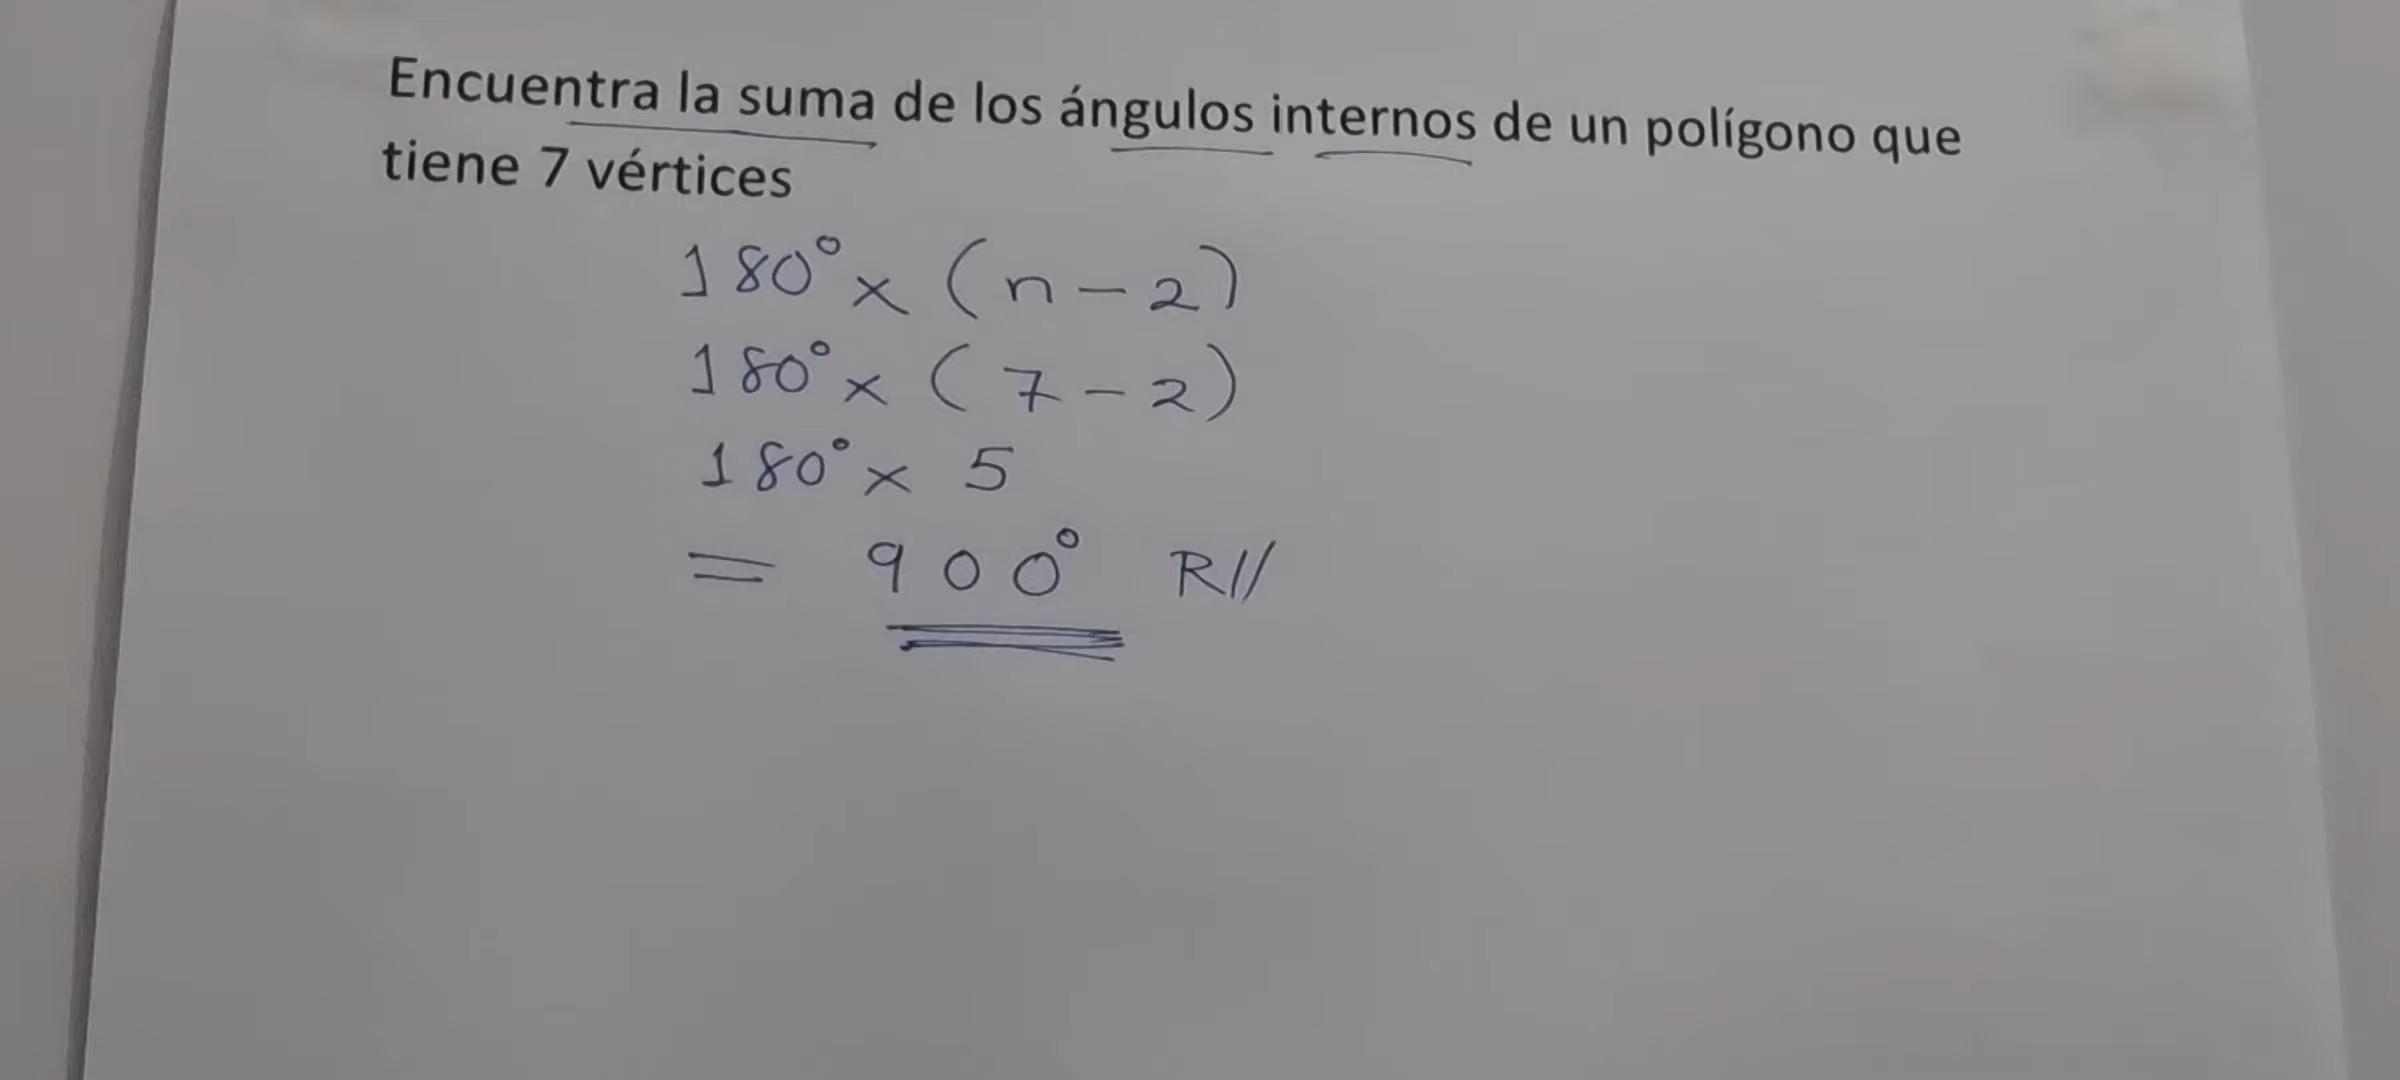 Encuentra la suma de los ángulos internos de un polígono que
tiene 7 vértices
180° × (n - 2)
180° × (7 - 2)
180° × 5
= 900° R//